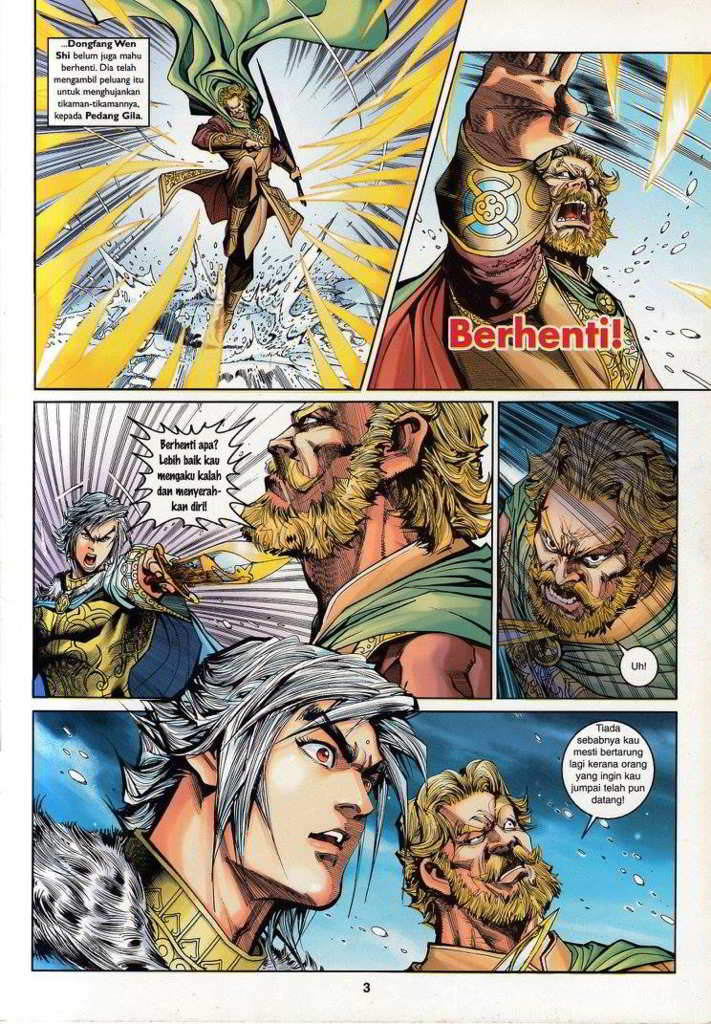 ...Dongfang Wen
Shi belum juga mahu
berhenti. Dia telah
mengambil peluang itu
untuk menghujankan
tikaman-tikamannya,
kepada Pedang Gila.
Berhenti!
Berhenti apa?
Lebih baik kau
mengaku kalah
dan menyerah-
kan diri!
Uh!
Tiada
sebabnya kau
mesti bertarung
lagi kerana orang
yang ingin kau
jumpai telah pun
datang!
3